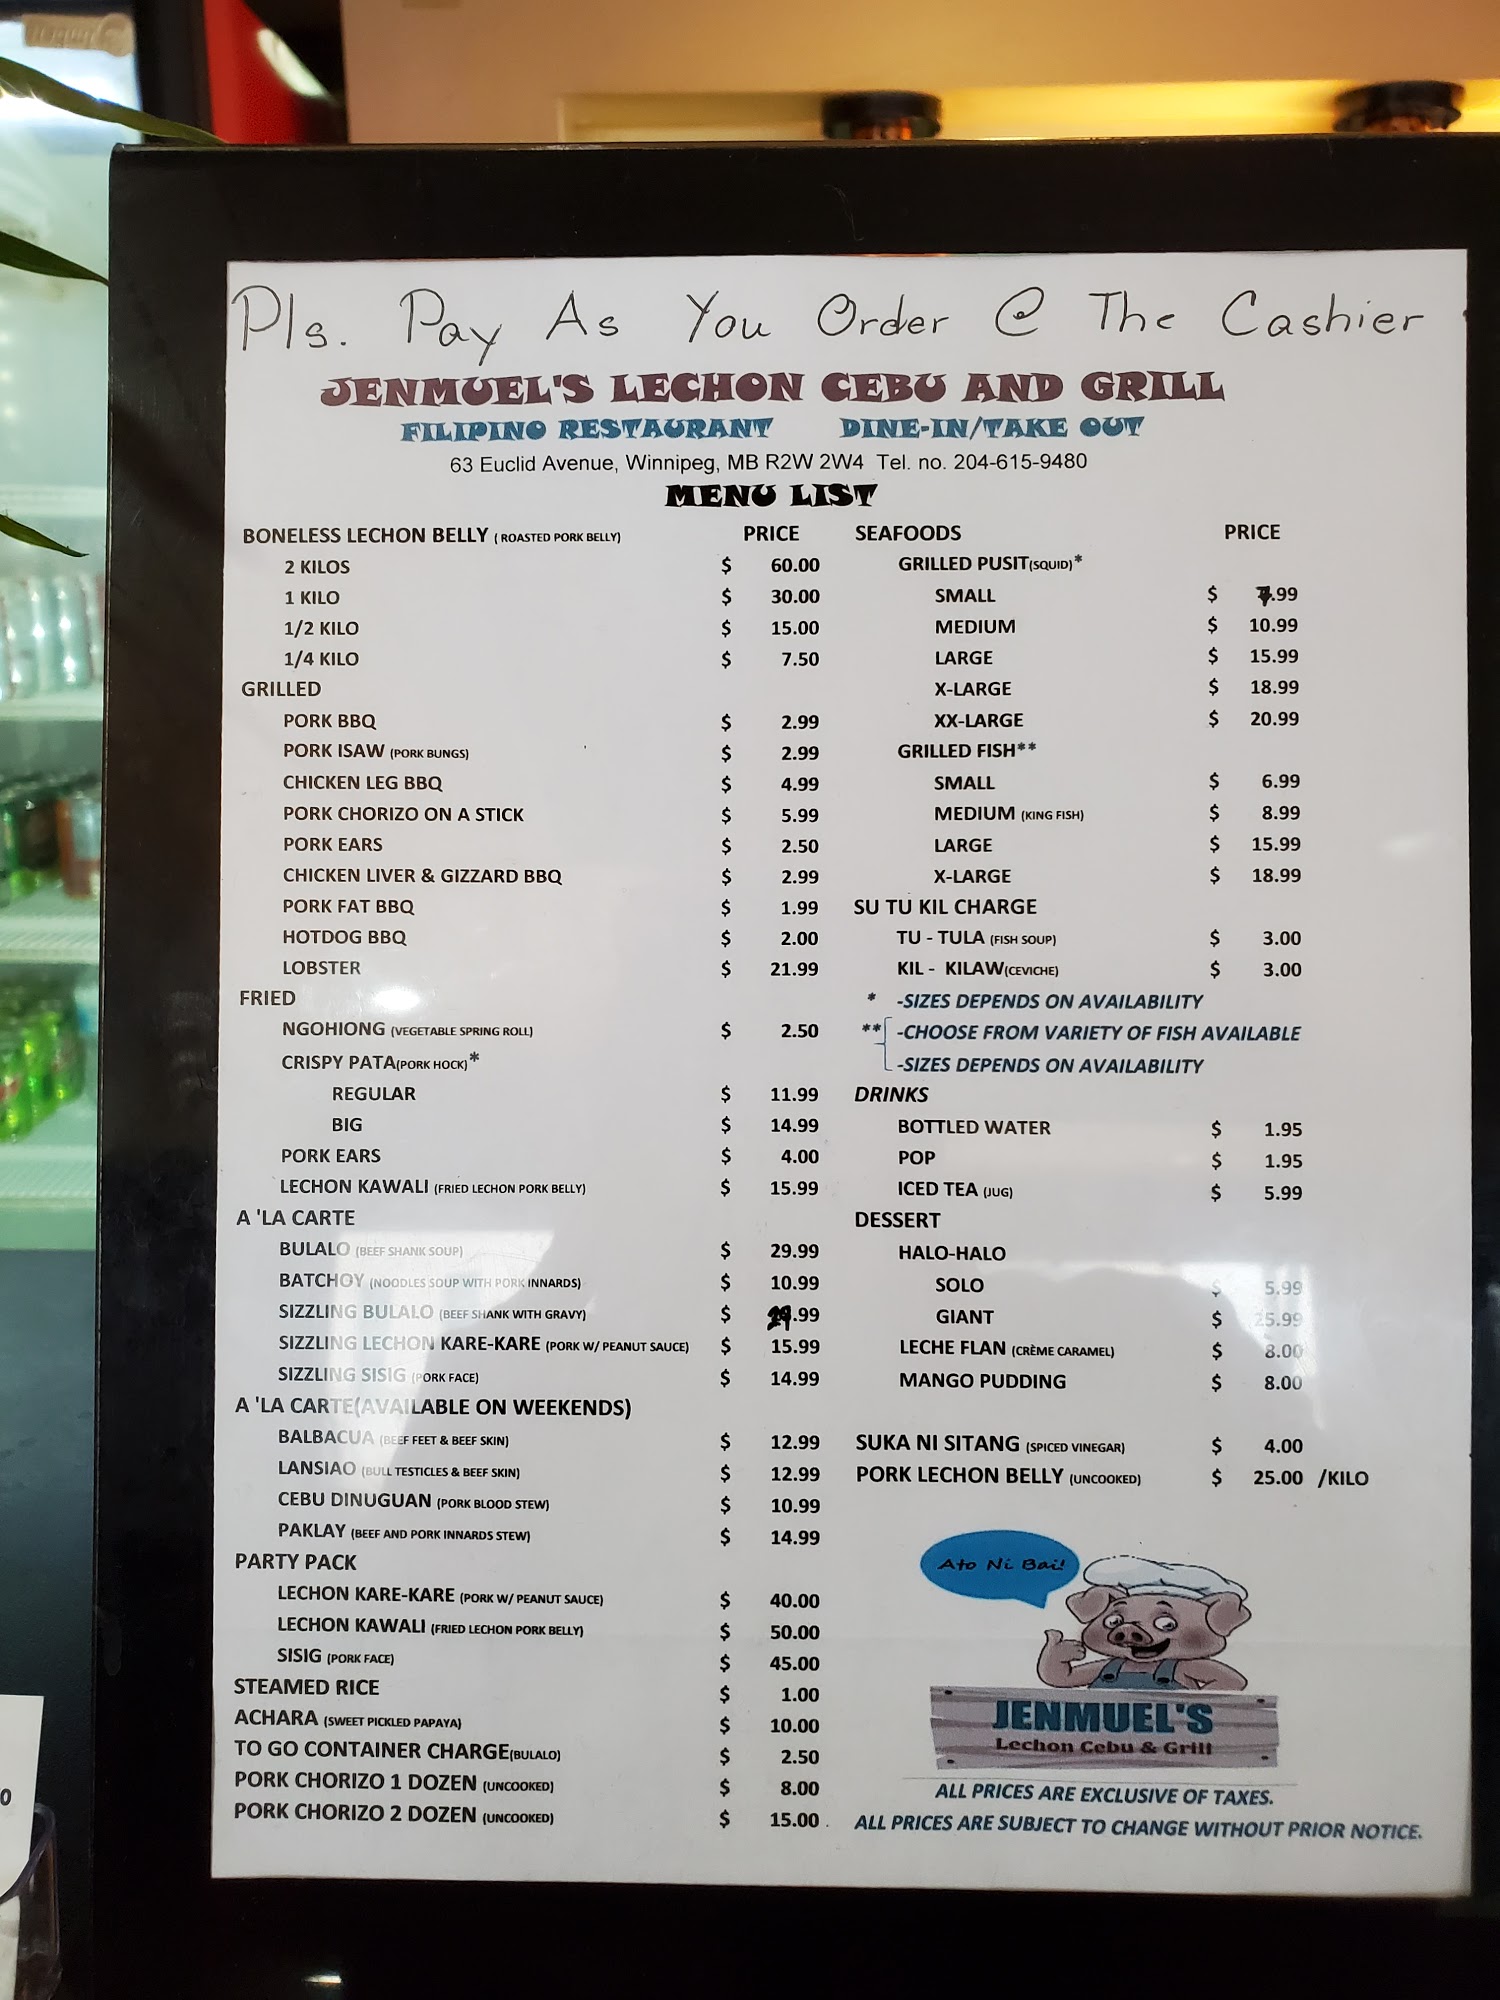 Pls. Pay As You Order @ The Cashier
JENMUEL'S LECHON CEBU AND GRILL
FILIPINO RESTAURANT DINE-IN/TAKE OUT
63 Euclid Avenue, Winnipeg, MB R2W 2W4 Tel. no. 204-615-9480
MENU LIST
BONELESS LECHON BELLY ( ROASTED PORK BELLY) PRICE
2 KILOS $ 60.00
1 KILO $ 30.00
1/2 KILO $ 15.00
1/4 KILO $ 7.50
GRILLED
PORK BBQ $ 2.99
PORK ISAW (PORK BUNGS) $ 2.99
CHICKEN LEG BBQ $ 4.99
PORK CHORIZO ON A STICK $ 5.99
PORK EARS $ 2.50
CHICKEN LIVER & GIZZARD BBQ $ 2.99
PORK FAT BBQ $ 1.99
HOTDOG BBQ $ 2.00
LOBSTER $ 21.99
FRIED
NGOHIONG (VEGETABLE SPRING ROLL) $ 2.50
CRISPY PATA(PORK HOCK)*
REGULAR $ 11.99
BIG $ 14.99
PORK EARS $ 4.00
LECHON KAWALI (FRIED LECHON PORK BELLY) $ 15.99
A 'LA CARTE
BULALO (BEEF SHANK SOUP) $ 29.99
BATCHOY (NOODLES SOUP WITH PORK INNARDS) $ 10.99
SIZZLING BULALO (BEEF SHANK WITH GRAVY) $ .99
SIZZLING LECHON KARE-KARE (PORK W/ PEANUT SAUCE) $ 15.99
SIZZLING SISIG (PORK FACE) $ 14.99
A 'LA CARTE(AVAILABLE ON WEEKENDS)
BALBACUA (BEEF FEET & BEEF SKIN) $ 12.99
LANSIAO (BULL TESTICLES & BEEF SKIN) $ 12.99
CEBU DINUGUAN (PORK BLOOD STEW) $ 10.99
PAKLAY (BEEF AND PORK INNARDS STEW) $ 14.99
PARTY PACK
LECHON KARE-KARE (PORK W/ PEANUT SAUCE) $ 40.00
LECHON KAWALI (FRIED LECHON PORK BELLY) $ 50.00
SISIG (PORK FACE) $ 45.00
STEAMED RICE $ 1.00
ACHARA (SWEET PICKLED PAPAYA) $ 10.00
TO GO CONTAINER CHARGE(BULALO) $ 2.50
PORK CHORIZO 1 DOZEN (UNCOOKED) $ 8.00
PORK CHORIZO 2 DOZEN (UNCOOKED) $ 15.00
SEAFOODS PRICE
GRILLED PUSIT(SQUID)*
SMALL $ .99
MEDIUM $ 10.99
LARGE $ 15.99
X-LARGE $ 18.99
XX-LARGE $ 20.99
GRILLED FISH**
SMALL $ 6.99
MEDIUM (KING FISH) $ 8.99
LARGE $ 15.99
X-LARGE $ 18.99
SU TU KIL CHARGE
TU - TULA (FISH SOUP) $ 3.00
KIL - KILAW(CEVICHE) $ 3.00
* -SIZES DEPENDS ON AVAILABILITY
** -CHOOSE FROM VARIETY OF FISH AVAILABLE
-SIZES DEPENDS ON AVAILABILITY
DRINKS
BOTTLED WATER $ 1.95
POP $ 1.95
ICED TEA (JUG) $ 5.99
DESSERT
HALO-HALO
SOLO $ 5.99
GIANT $ 25.99
LECHE FLAN (CRÈME CARAMEL) $ 8.00
MANGO PUDDING $ 8.00
SUKA NI SITANG (SPICED VINEGAR) $ 4.00
PORK LECHON BELLY (UNCOOKED) $ 25.00 /KILO
Ato Ni Bai!
JENMUEL'S
Lechon Cebu & Grill
ALL PRICES ARE EXCLUSIVE OF TAXES.
ALL PRICES ARE SUBJECT TO CHANGE WITHOUT PRIOR NOTICE.